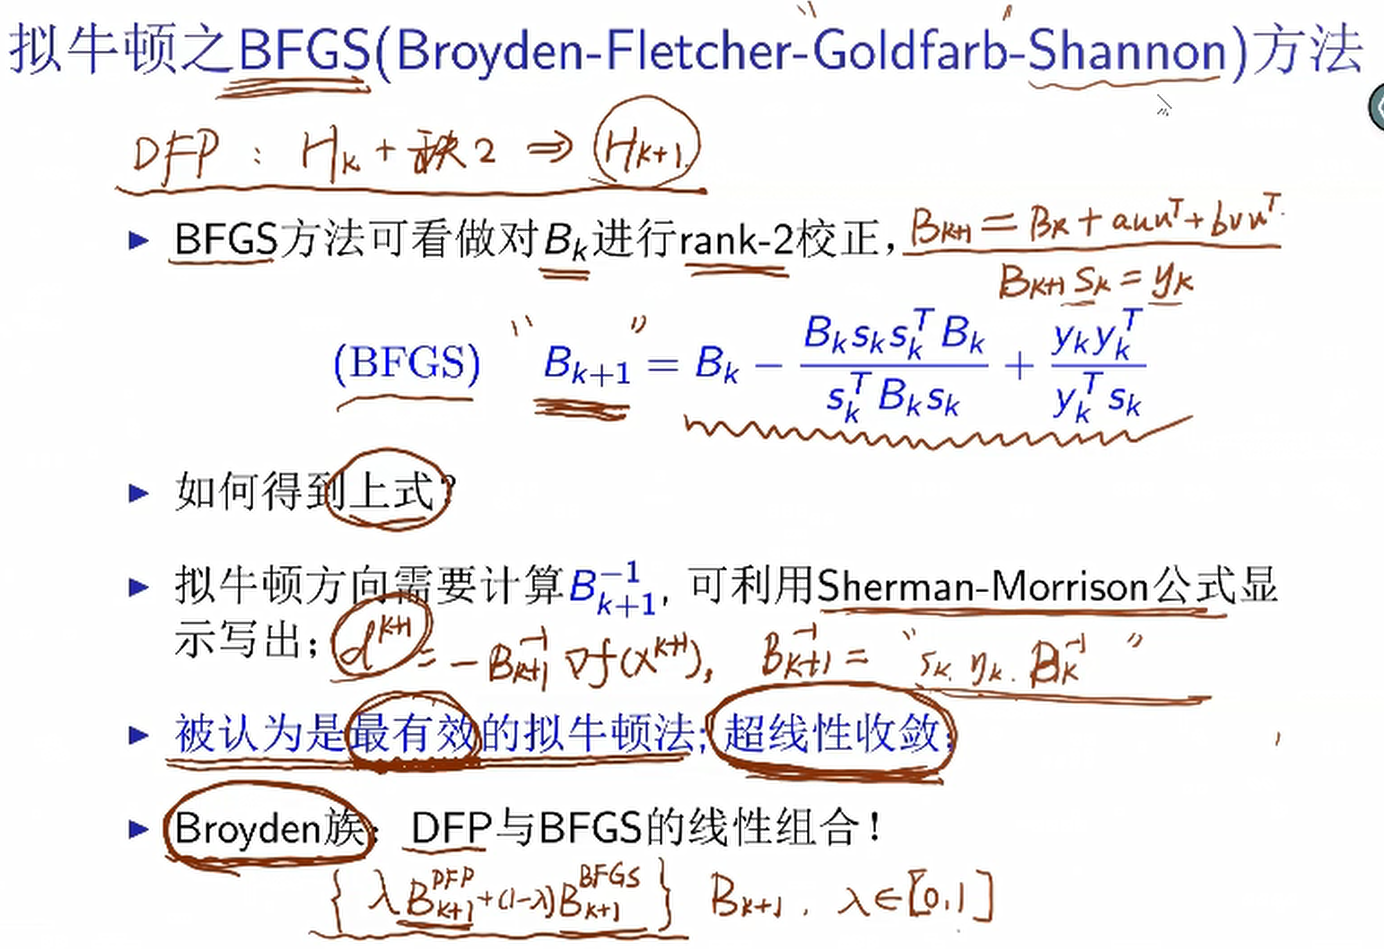 拟牛顿之BFGS(Broyden-Fletcher-Goldfarb-Shannon)方法
DFP : H_k + 秩2 ⇒ H_{k+1}
▶ BFGS方法可看做对B_k进行rank-2校正, B_{k+1} = B_k + auu^T + bvv^T
B_{k+1} s_k = y_k
(BFGS) " B_{k+1} " = B_k − \frac{B_k s_k s_k^T B_k}{s_k^T B_k s_k} + \frac{y_k y_k^T}{y_k^T s_k}
▶ 如何得到上式?
▶ 拟牛顿方向需要计算B_{k+1}^{-1}, 可利用Sherman-Morrison公式显
示写出; d^{k+1} = − B_{k+1}^{-1} ∇f(x^{k+1}), B_{k+1}^{-1} = " s_k. y_k. B_k^{-1} "
▶ 被认为是最有效的拟牛顿法; 超线性收敛;
▶ Broyden族: DFP与BFGS的线性组合!
{ λ B_{k+1}^{DFP} + (1-λ) B_{k+1}^{BFGS} } B_{k+1}. λ∈[0,1]